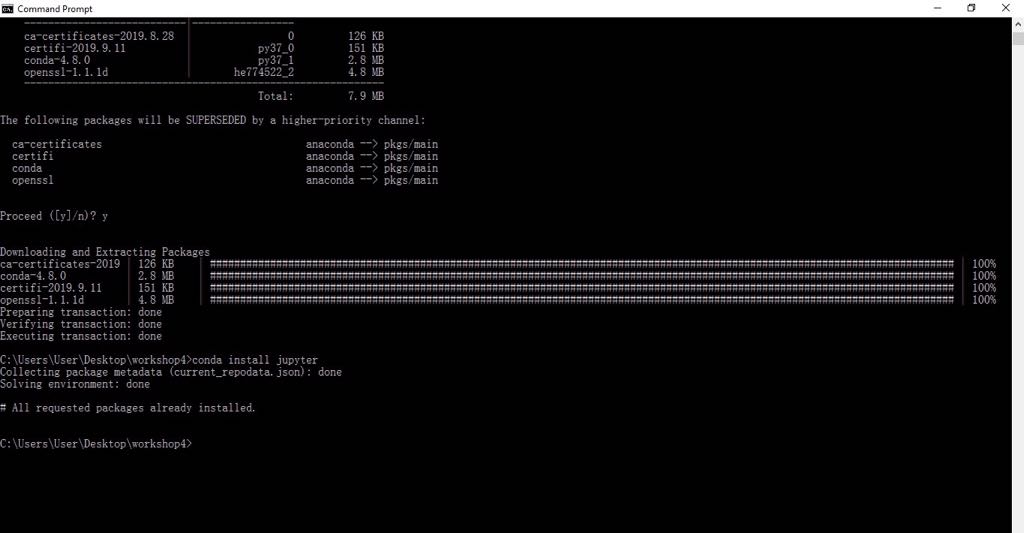 Command Prompt
ca-certificates-2019.8.28 | 0 126 KB
certifi-2019.9.11 | py37_0 151 KB
conda-4.8.0 | py37_1 2.8 MB
openssl-1.1.1d | he774522_2 4.8 MB
Total: 7.9 MB
The following packages will be SUPERSEDED by a higher-priority channel:
ca-certificates anaconda --> pkgs/main
certifi anaconda --> pkgs/main
conda anaconda --> pkgs/main
openssl anaconda --> pkgs/main
Proceed ([y]/n)? y
Downloading and Extracting Packages
ca-certificates-2019 | 126 KB | 100%
conda-4.8.0 | 2.8 MB | 100%
certifi-2019.9.11 | 151 KB | 100%
openssl-1.1.1d | 4.8 MB | 100%
Preparing transaction: done
Verifying transaction: done
Executing transaction: done
C:\Users\User\Desktop\workshop4>conda install jupyter
Collecting package metadata (current_repodata.json): done
Solving environment: done
# All requested packages already installed.
C:\Users\User\Desktop\workshop4>